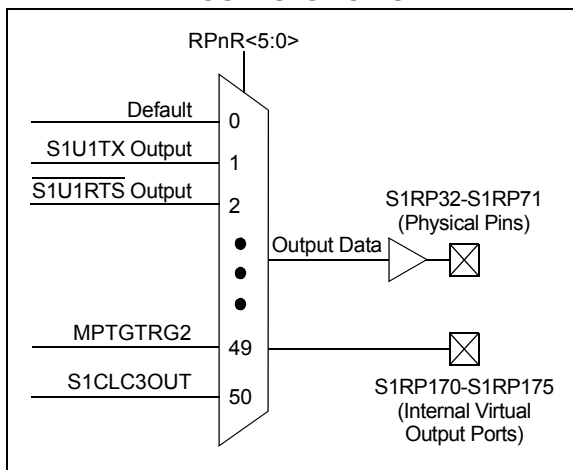 RPnR<5:0>
Default
0
S1U1TX Output
1
S1U1RTS Output
2
S1RP32-S1RP71
(Physical Pins)
Output Data
MPTGTRG2
49
S1CLC3OUT
50
S1RP170-S1RP175
(Internal Virtual
Output Ports)